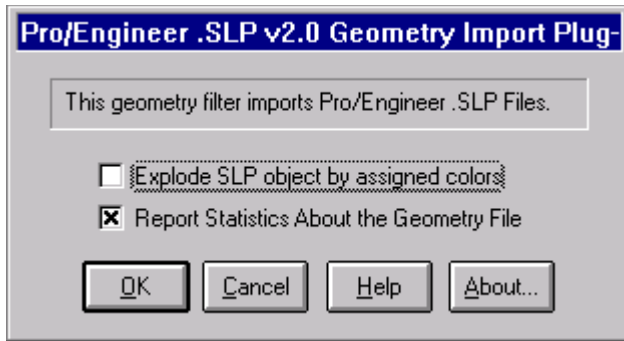 Pro/Engineer .SLP v2.0 Geometry Import Plug-
This geometry filter imports Pro/Engineer .SLP Files.
Explode SLP object by assigned colors
Report Statistics About the Geometry File
OK Cancel Help About...